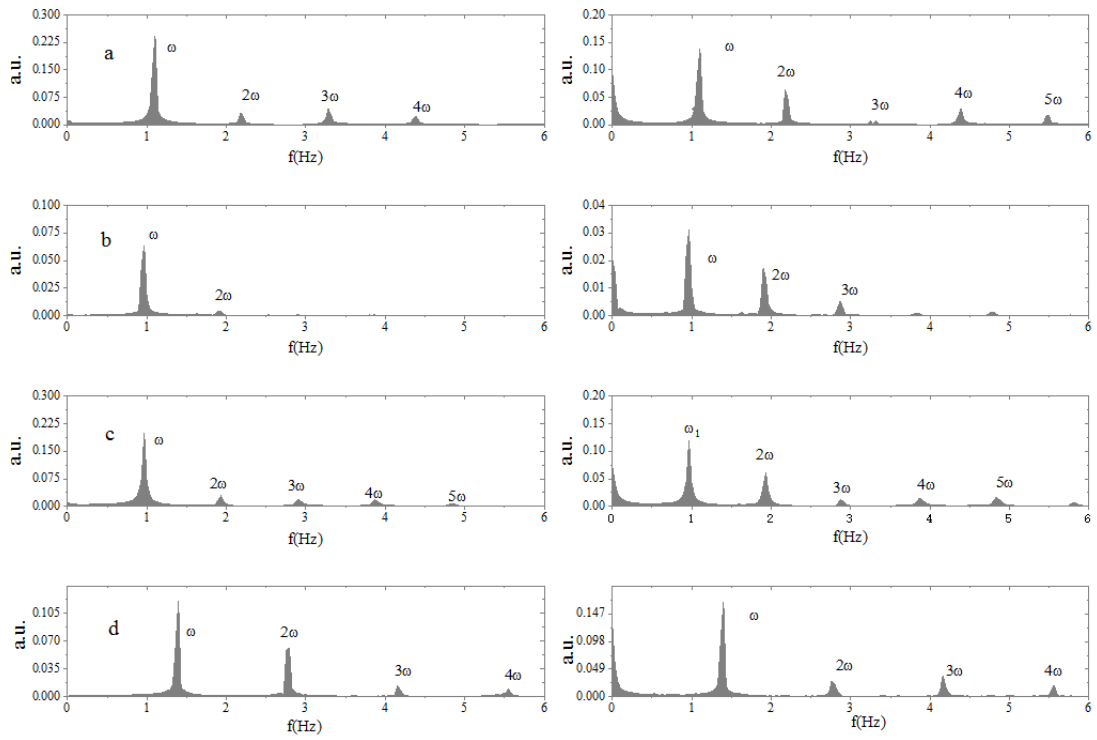 0.300 0.225 0.150 0.075 0.000
a.u.
a
ω 2ω 3ω 4ω
0 1 2 3 4 5 6
f(Hz)
0.20 0.15 0.10 0.05 0.00
a.u.
ω 2ω 3ω 4ω 5ω
0 1 2 3 4 5 6
f(Hz)
0.100 0.075 0.050 0.025 0.000
a.u.
b
ω 2ω
0 1 2 3 4 5 6
f(Hz)
0.04 0.03 0.02 0.01 0.00
a.u.
ω 2ω 3ω
0 1 2 3 4 5 6
f(Hz)
0.300 0.225 0.150 0.075 0.000
a.u.
c
ω 2ω 3ω 4ω 5ω
0 1 2 3 4 5 6
f(Hz)
0.20 0.15 0.10 0.05 0.00
a.u.
ω₁ 2ω 3ω 4ω 5ω
0 1 2 3 4 5 6
f(Hz)
0.105 0.070 0.035 0.000
a.u.
d
ω 2ω 3ω 4ω
0 1 2 3 4 5 6
f(Hz)
0.147 0.098 0.049 0.000
a.u.
ω 2ω 3ω 4ω
0 1 2 3 4 5 6
f(Hz)